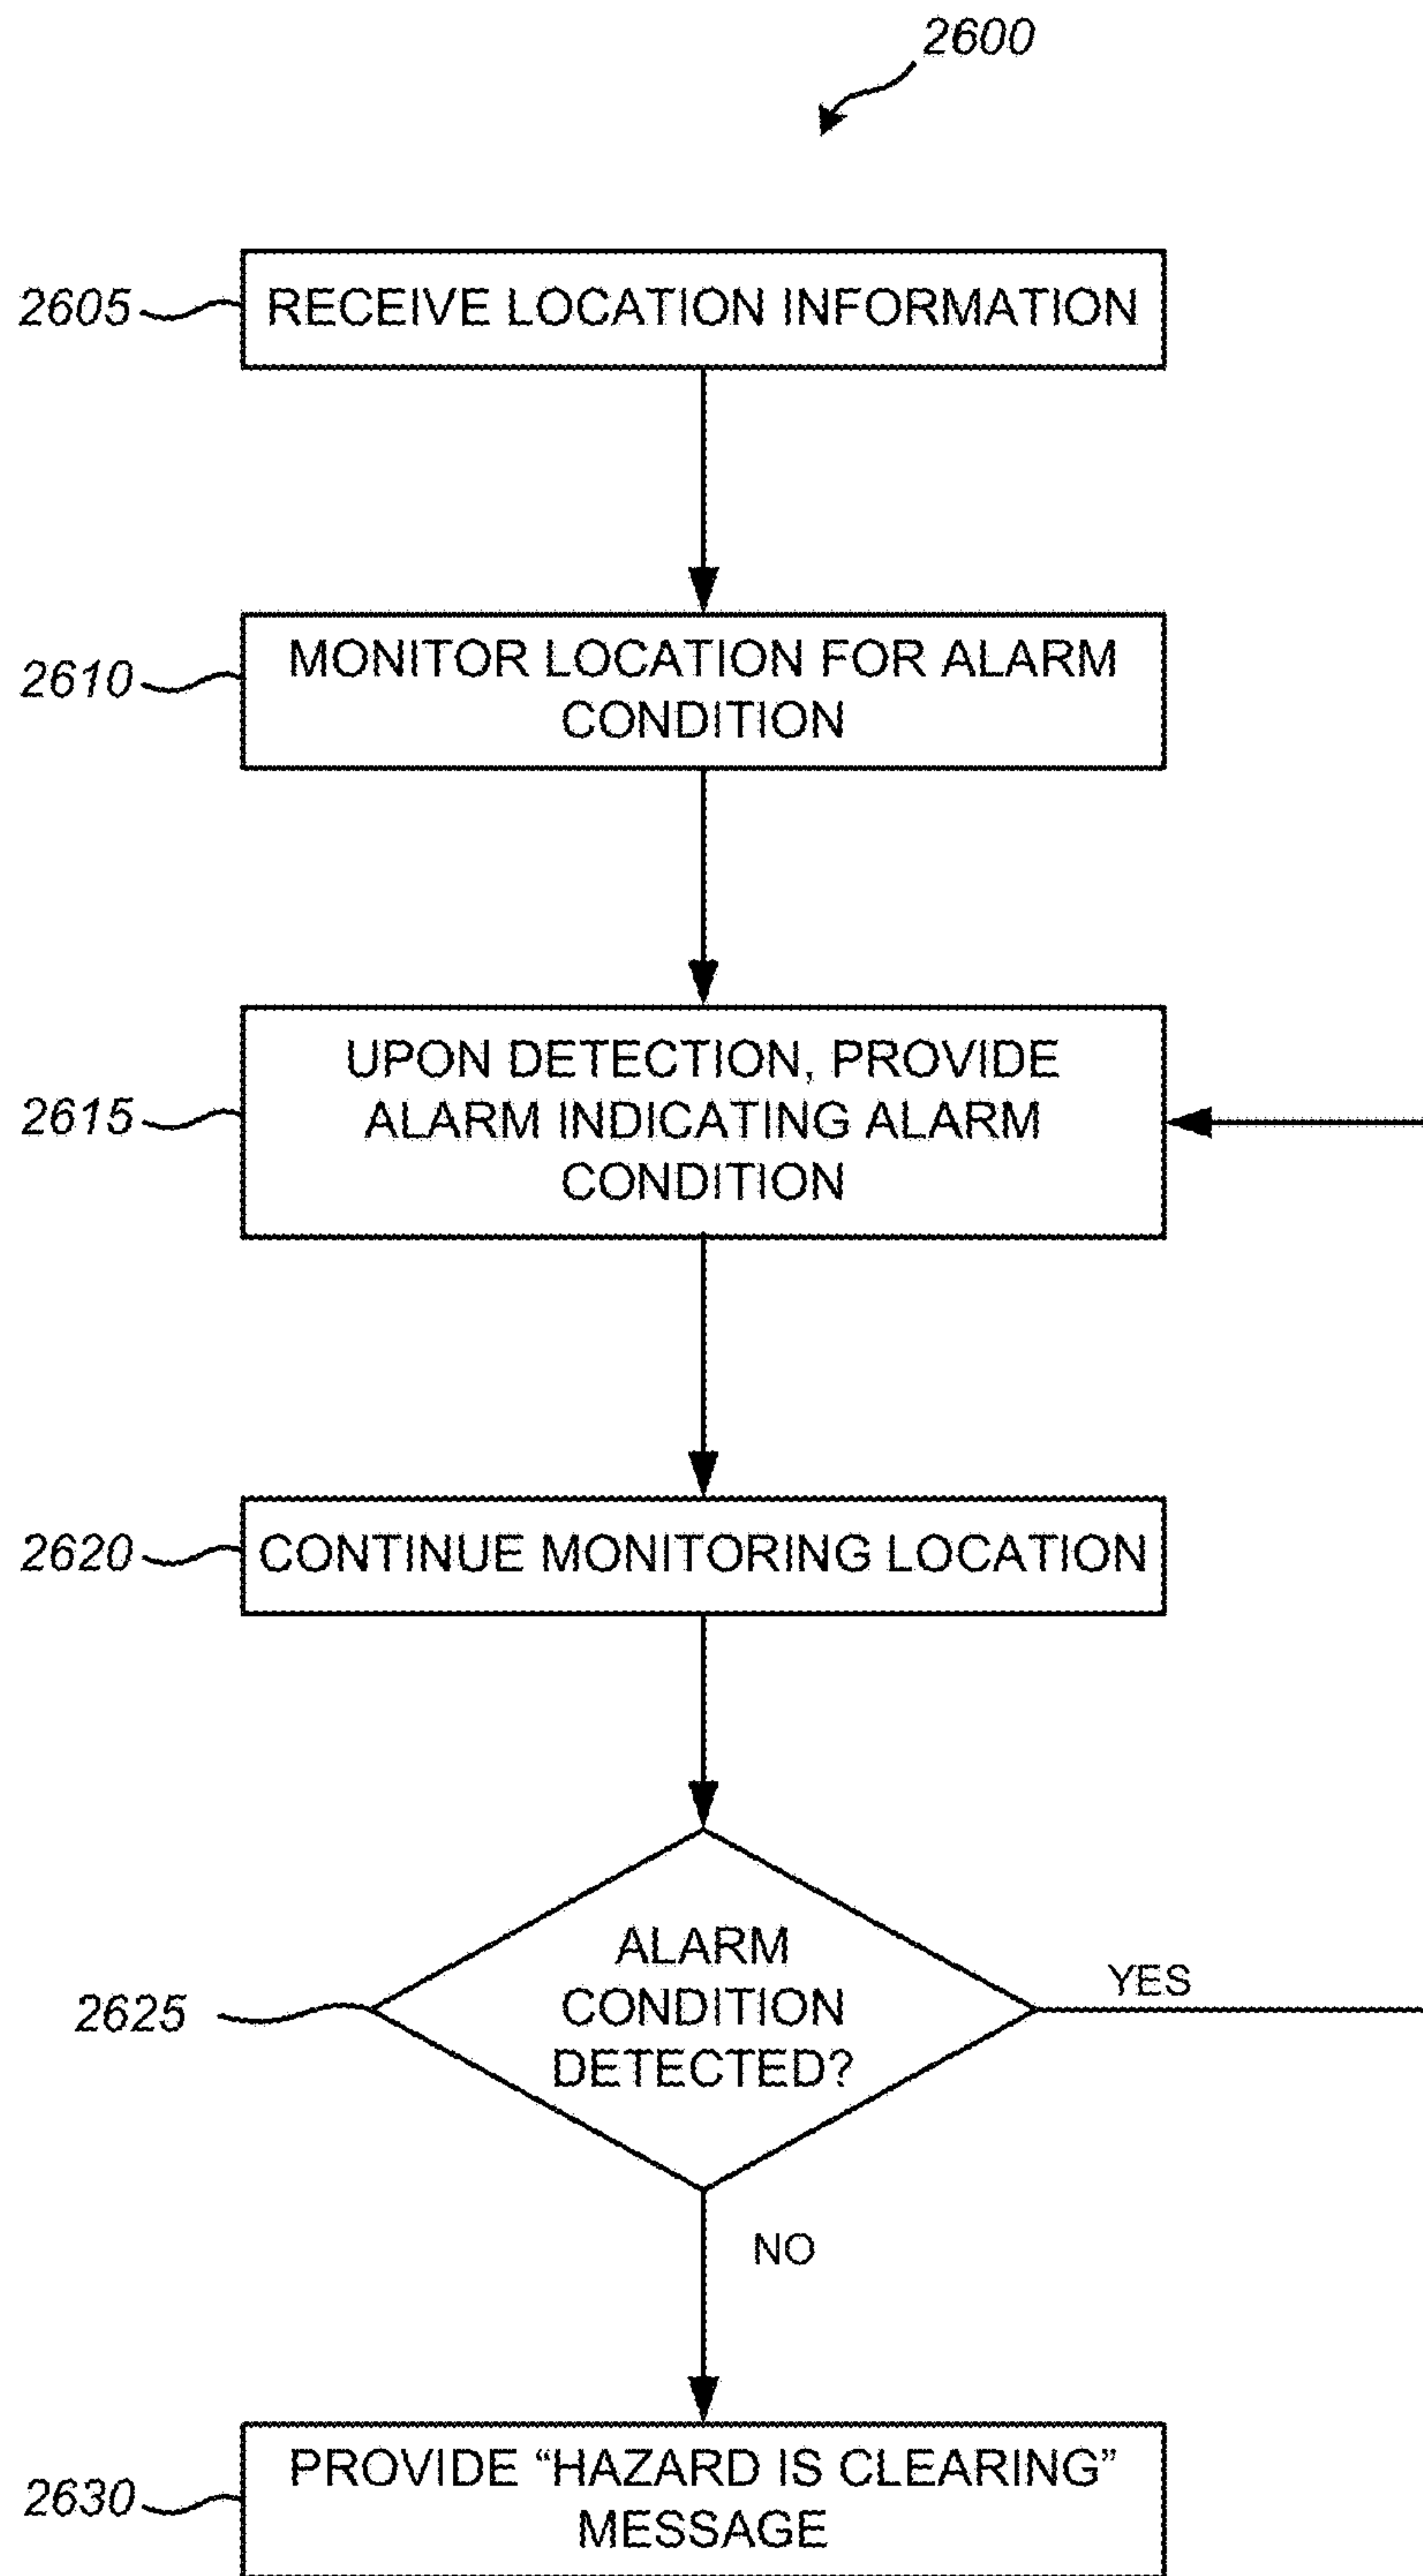 2600
2605 RECEIVE LOCATION INFORMATION
2610
MONITOR LOCATION FOR ALARM
CONDITION
2615
UPON DETECTION, PROVIDE
ALARM INDICATING ALARM
CONDITION
2620 CONTINUE MONITORING LOCATION
2625
ALARM
CONDITION
DETECTED?
YES
NO
2630
PROVIDE “HAZARD IS CLEARING”
MESSAGE